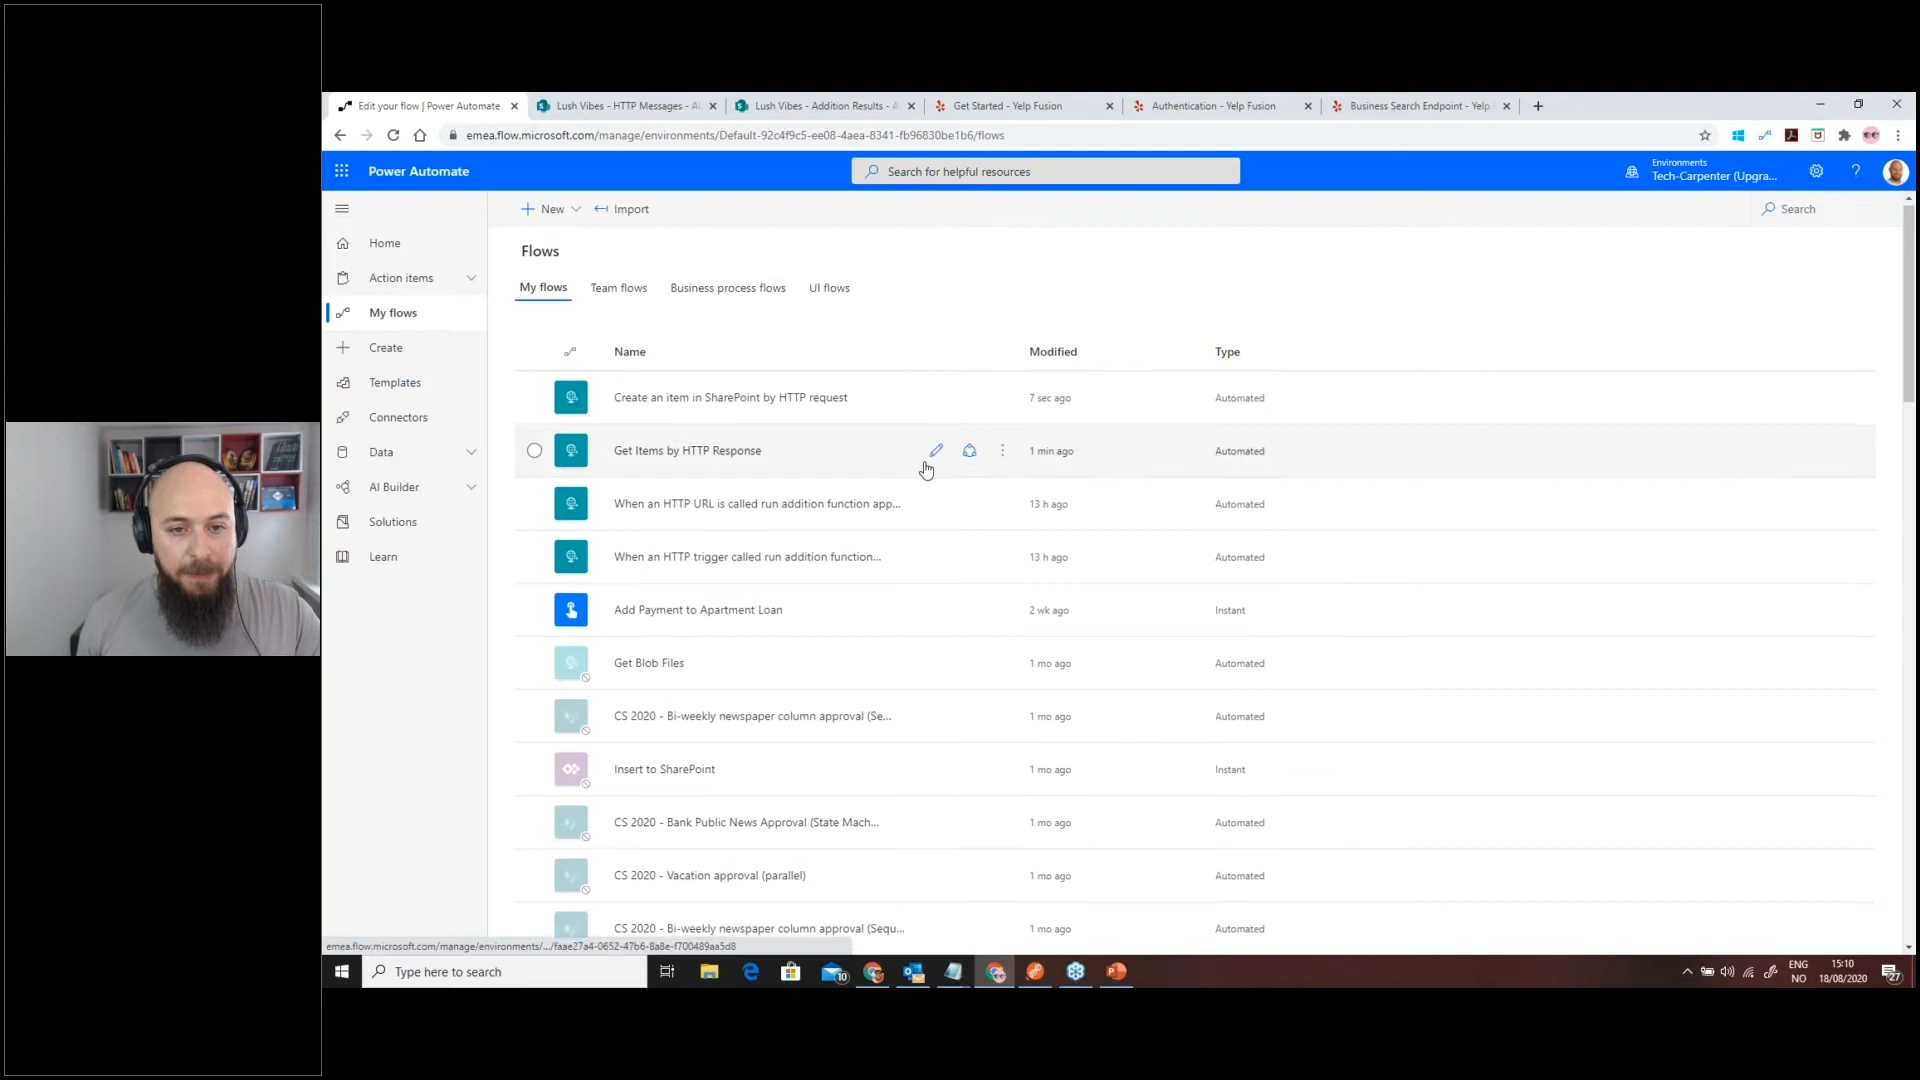 Edit your flow | Power Automate
Lush Vibes - HTTP Messages - Al
Lush Vibes - Addition Results - A
Get Started - Yelp Fusion
Authentication - Yelp Fusion
Business Search Endpoint - Yelp
emea.flow.microsoft.com/manage/environments/Default-92c4f9c5-ee08-4aea-8341-fb96830be1b6/flows
Power Automate
Search for helpful resources
Environments
Tech-Carpenter (Upgra...
New
Import
Search
Home
Action items
My flows
Create
Templates
Connectors
Data
AI Builder
Solutions
Learn
Flows
My flows Team flows Business process flows UI flows
Name Modified Type
Create an item in SharePoint by HTTP request 7 sec ago Automated
Get Items by HTTP Response 1 min ago Automated
When an HTTP URL is called run addition function app... 13 h ago Automated
When an HTTP trigger called run addition function... 13 h ago Automated
Add Payment to Apartment Loan 2 wk ago Instant
Get Blob Files 1 mo ago Automated
CS 2020 - Bi-weekly newspaper column approval (Se... 1 mo ago Automated
Insert to SharePoint 1 mo ago Instant
CS 2020 - Bank Public News Approval (State Mach... 1 mo ago Automated
CS 2020 - Vacation approval (parallel) 1 mo ago Automated
CS 2020 - Bi-weekly newspaper column approval (Sequ... 1 mo ago Automated
emea.flow.microsoft.com/manage/environments/.../faae27a4-0652-47b6-8a8e-f700489aa5d8
Type here to search
10
ENG
NO
15:10
18/08/2020
27